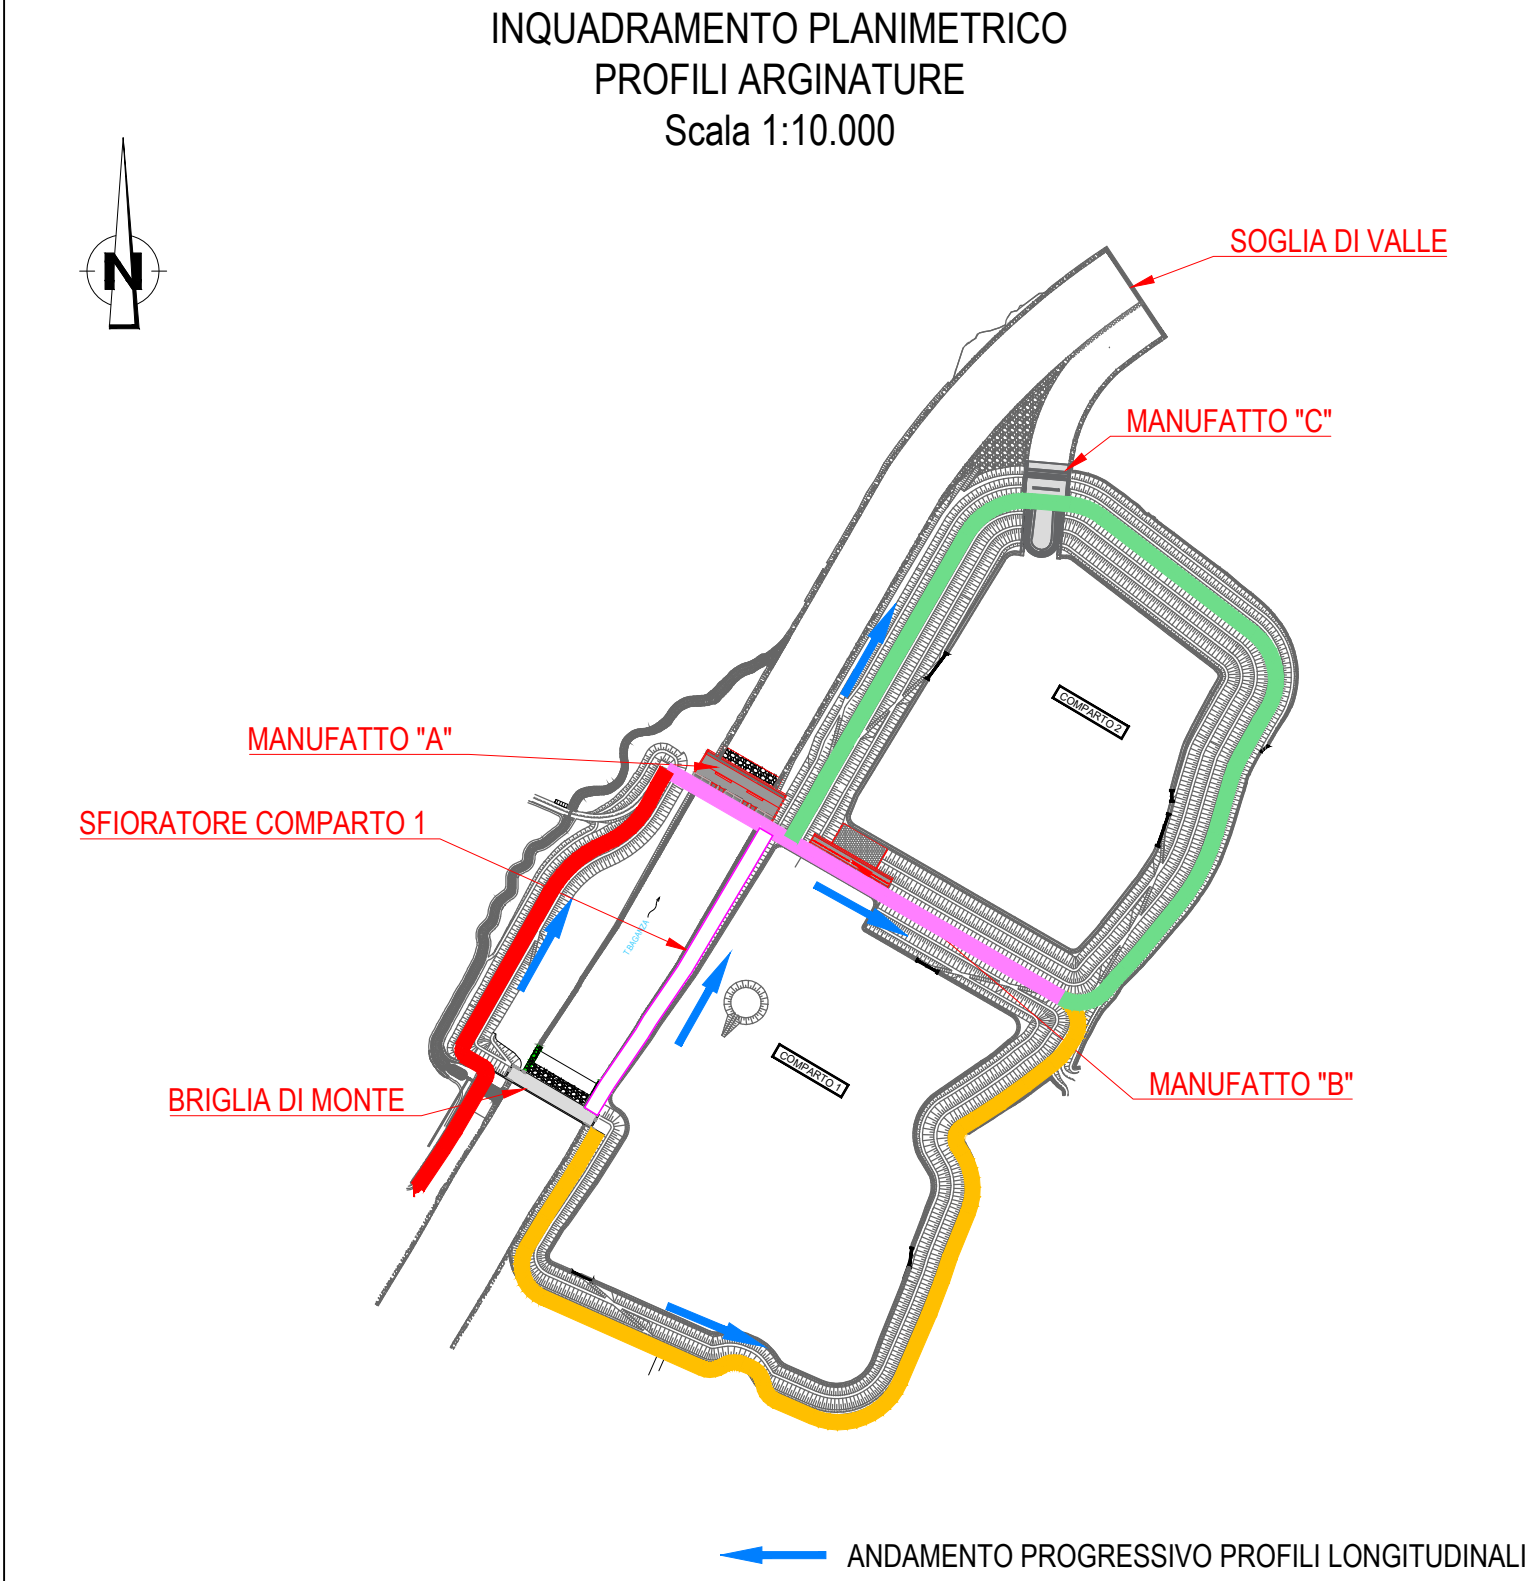 INQUADRAMENTO PLANIMETRICO
PROFILI ARGINATURE
Scala 1:10.000
N
SOGLIA DI VALLE
MANUFATTO "C"
COMPARTO 2
MANUFATTO "A"
SFIORATORE COMPARTO 1
T.BAGANZA
COMPARTO 1
MANUFATTO "B"
BRIGLIA DI MONTE
ANDAMENTO PROGRESSIVO PROFILI LONGITUDINALI